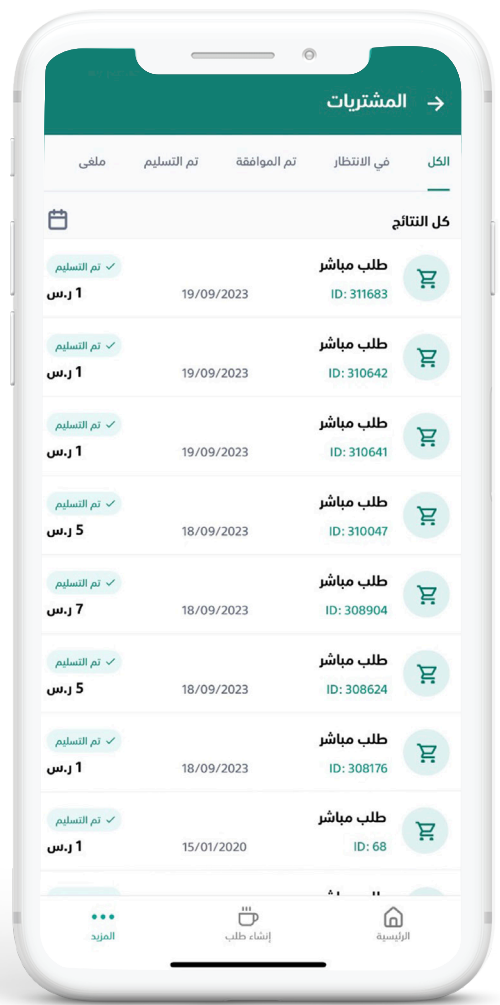 المشتريات
الكل
في الانتظار
تم الموافقة
تم التسليم
ملغى
كل النتائج
طلب مباشر
تم التسليم
ID: 311683
19/09/2023
1 ر.س
طلب مباشر
تم التسليم
ID: 310642
19/09/2023
1 ر.س
طلب مباشر
تم التسليم
ID: 310641
19/09/2023
1 ر.س
طلب مباشر
تم التسليم
ID: 310047
18/09/2023
5 ر.س
طلب مباشر
تم التسليم
ID: 308904
18/09/2023
7 ر.س
طلب مباشر
تم التسليم
ID: 308624
18/09/2023
5 ر.س
طلب مباشر
تم التسليم
ID: 308176
18/09/2023
1 ر.س
طلب مباشر
تم التسليم
ID: 68
15/01/2020
1 ر.س
الرئيسية
إنشاء طلب
المزيد